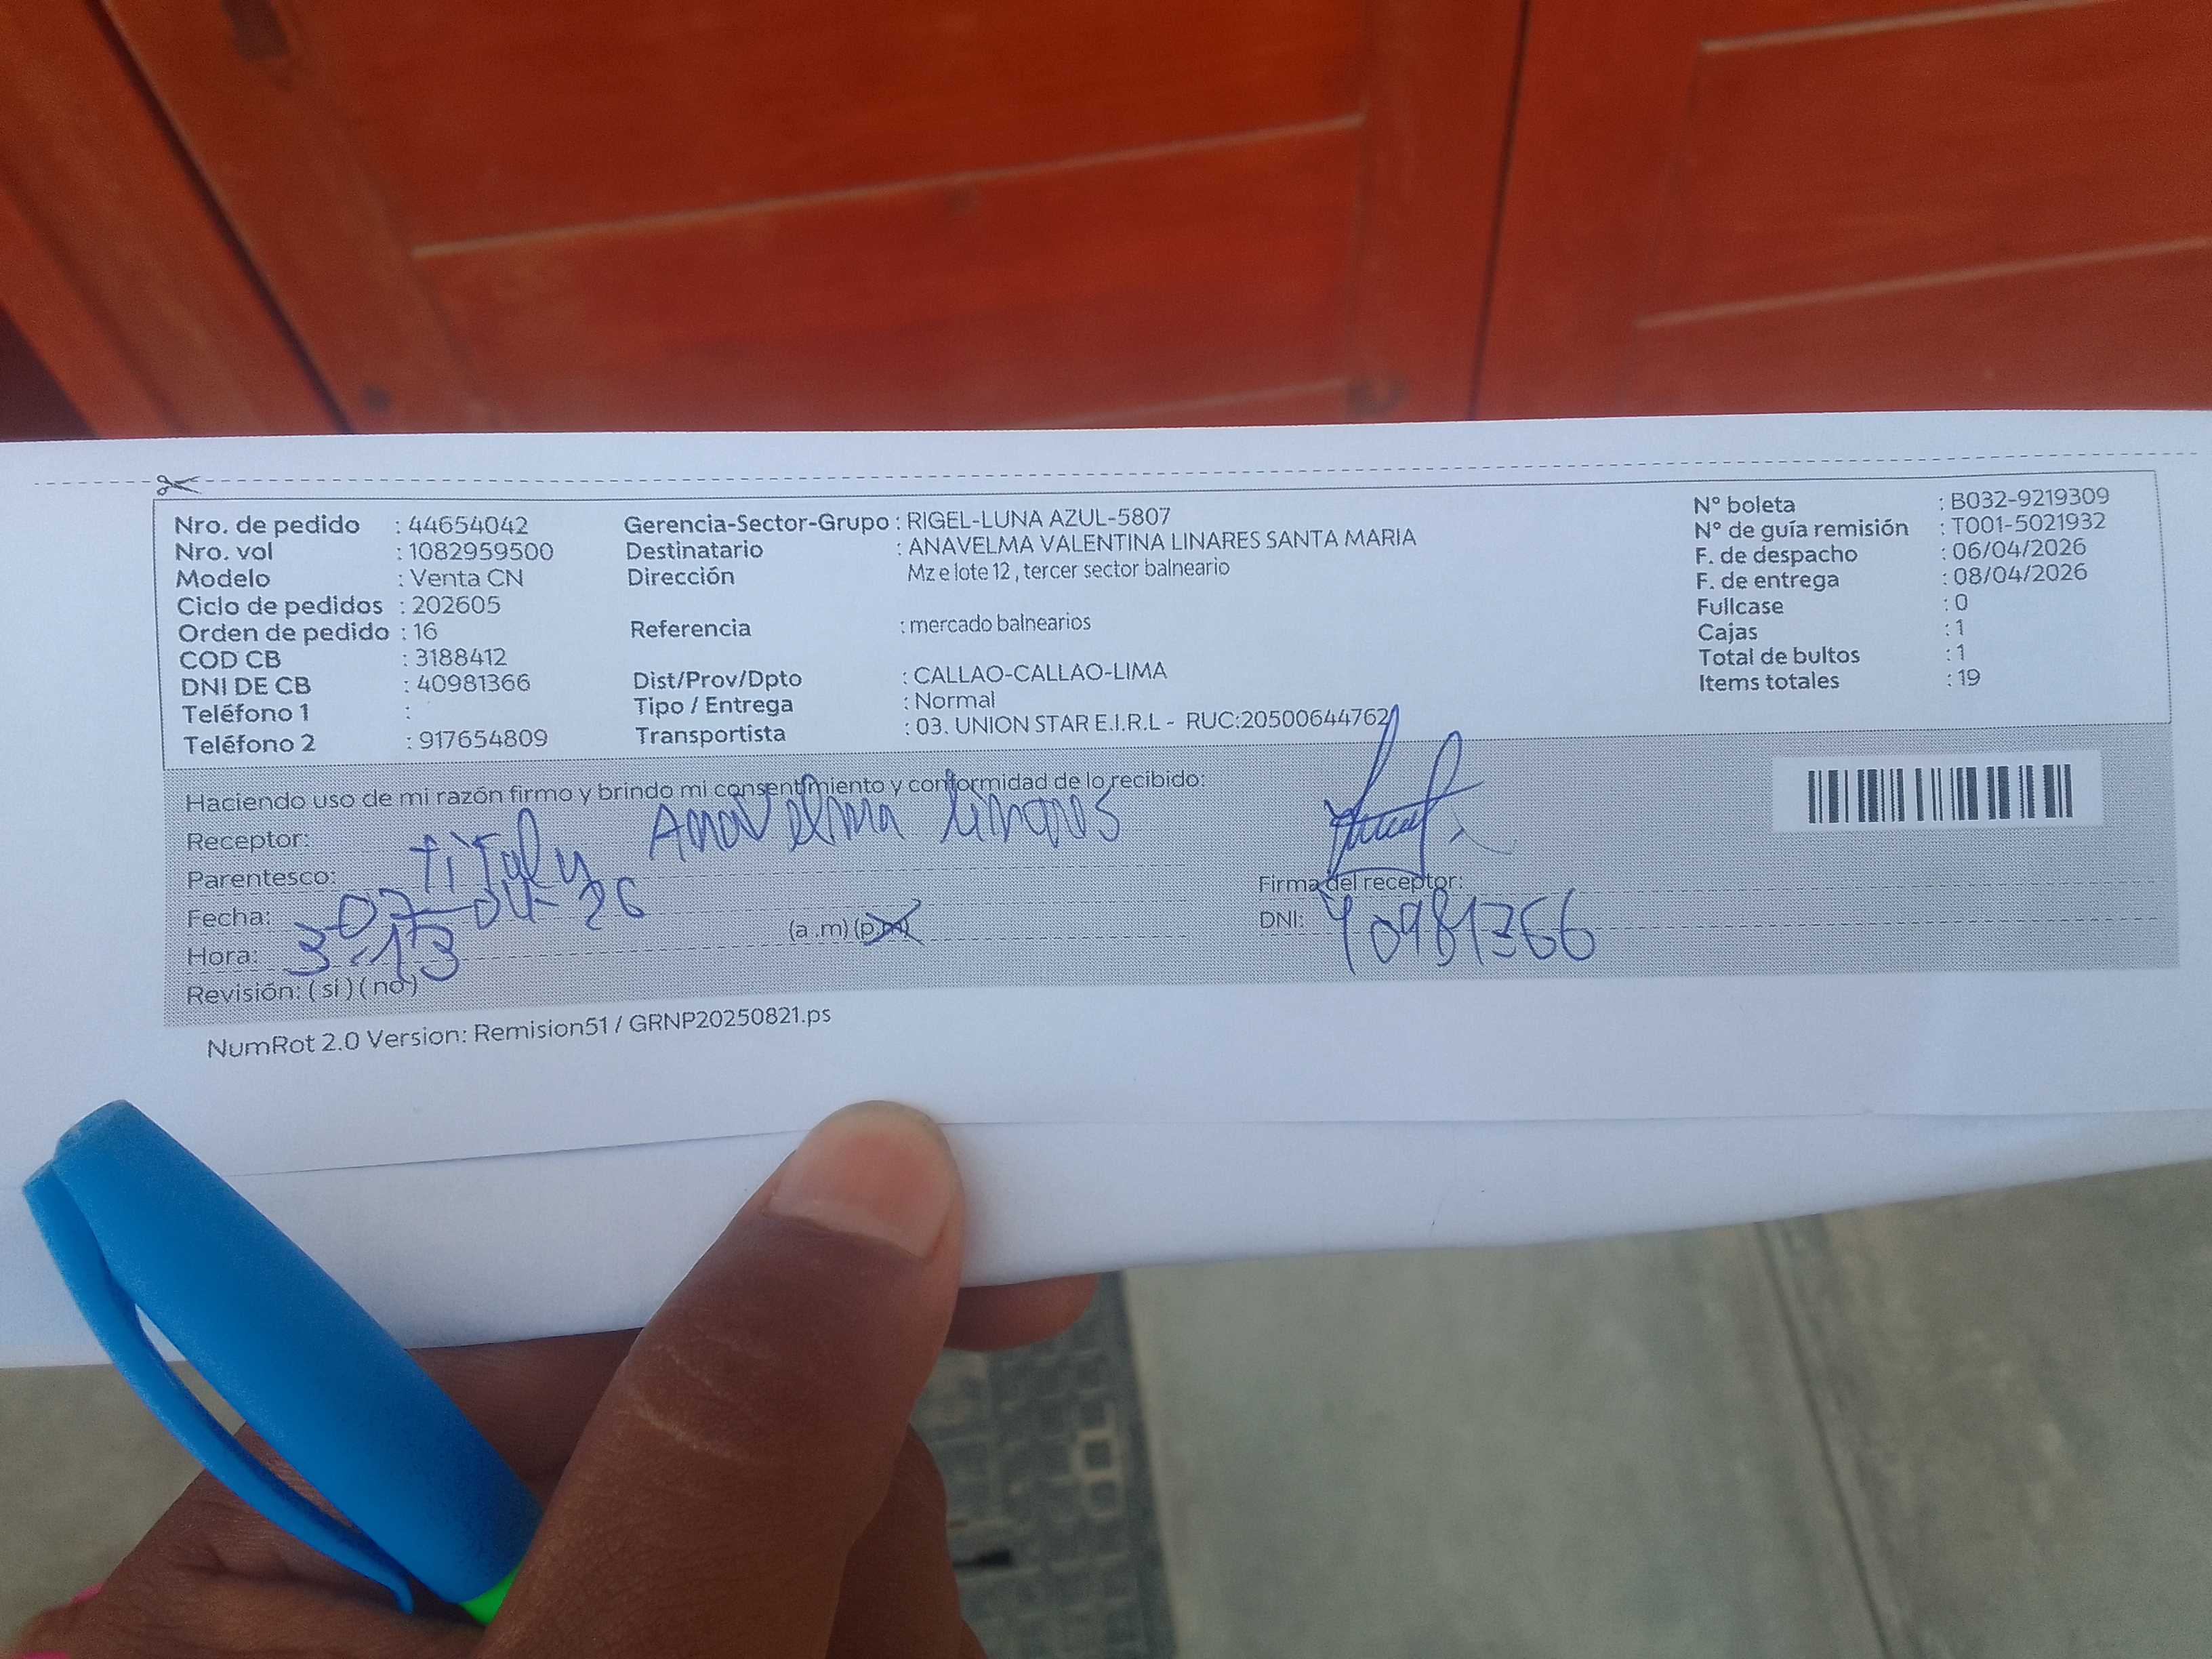 Nro. de pedido : 44654042
Nro. vol : 1082959500
Modelo : Venta CN
Ciclo de pedidos : 202605
Orden de pedido : 16
COD CB : 3188412
DNI DE CB : 40981366
Teléfono 1 :
Teléfono 2 : 917654809
Gerencia-Sector-Grupo : RIGEL-LUNA AZUL-5807
Destinatario : ANAVELMA VALENTINA LINARES SANTA MARIA
Dirección Mz e lote 12 , tercer sector balneario
Referencia : mercado balnearios
Dist/Prov/Dpto : CALLAO-CALLAO-LIMA
Tipo / Entrega : Normal
Transportista : 03. UNION STAR E.I.R.L - RUC:20500644762
N° boleta : B032-9219309
N° de guía remisión : T001-5021932
F. de despacho : 06/04/2026
F. de entrega : 08/04/2026
Fullcase : 0
Cajas : 1
Total de bultos : 1
Items totales : 19
Haciendo uso de mi razón firmo y brindo mi consentimiento y conformidad de lo recibido:
Receptor: Anavelma Linares
Parentesco:
Fecha: 07-04-26
Hora: 3:13 (a .m) (p.m)
Revisión: ( si ) ( no )
Firma del receptor:
DNI: 40981366
NumRot 2.0 Version: Remision51 / GRNP20250821.ps